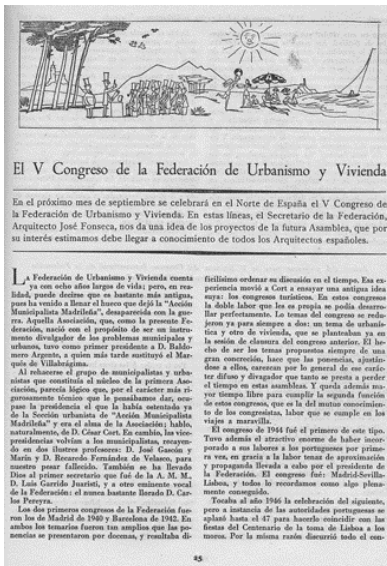 El V Congreso de la Federación de Urbanismo y Vivienda
En el próximo mes de septiembre se celebrará en el Norte de España el V Congreso de
la Federación de Urbanismo y Vivienda. En estas líneas, el Secretario de la Federación,
Arquitecto José Fonseca, nos da una idea de los proyectos de la futura Asamblea, que por
su interés estimamos debe llegar a conocimiento de todos los Arquitectos españoles.
La Federación de Urbanismo y Vivienda cuenta
ya con ocho años largos de vida; pero, en rea-
lidad, puede decirse que es bastante más antigua,
pues ha venido a llenar el hueco que dejó la "Acción
Municipalista Madrileña", desaparecida con la gue-
rra. Aquella Asociación, que, como la presente Fe-
deración, nació con el propósito de ser un instru-
mento divulgador de los problemas municipales y
urbanos, tuvo como primer presidente a D. Baldo-
mero Argente, a quien más tarde sustituyó el Mar-
qués de Villabrágima.
Al rehacerse el grupo de municipalistas y urba-
nistas que constituía el núcleo de la primera Aso-
ciación, parecía lógico que, por el carácter más ri-
gurosamente técnico que le pensábamos dar, ocu-
pase la presidencia el que la había ostentado ya
de la Sección urbanista de "Acción Municipalista
Madrileña" y era el alma de la Asociación; hablo,
naturalmente, de D. César Cort. En cambio, las vice-
presidencias volvían a los municipalistas, recayen-
do en dos ilustres profesores: D. José Gascón y
Marín y D. Recaredo Fernández de Velasco, para
nuestro pesar fallecido. También se ha llevado
Dios al primer secretario que fué de la A. M. M.,
D. Luis Garrido Juaristi, y a otro eminente vocal
de la Federación: el nunca bastante llorado D. Car-
los Pereyra.
Los dos primeros congresos de la Federación fue-
ron los de Madrid de 1940 y Barcelona de 1942. En
ambos los temarios fueron tan amplios que las po-
nencias se presentaron por decenas, y resultaba di-
ficilísimo ordenar su discusión en el tiempo. Esa ex-
periencia movió a Cort a ensayar una antigua idea
suya: los congresos turísticos. En estos congresos
la doble labor que les es propia se podía desarro-
llar perfectamente. Lo temas del congreso se redu-
jeron ya para siempre a dos: un tema de urbanís-
tica y otro de vivienda, que se planteaban ya en
la sesión de clausura del congreso anterior. El he-
cho de ser los temas propuestos siempre de una
gran concreción, hace que las ponencias, ajustán-
dose a ellos, carezcan por lo general de ese carác-
ter difuso y divagador que tanto se presta a perder
el tiempo en estas asambleas. Y queda además ma-
yor tiempo libre para cumplir la segunda función
de estos congresos, que es la del mutuo conocimien-
to de los congresistas, labor que se cumple en los
viajes a maravilla.
El congreso de 1944 fué el primero de este tipo.
Tuvo además el atractivo enorme de haber incor-
porado a sus labores a los portugueses por prime-
ra vez, en gracia a la labor tenaz de aproximación
y propaganda llevada a cabo por el presidente de
la Federación. El congreso fué: Madrid-Sevilla-
Lisboa, y todos lo recordamos como algo plena-
mente conseguido.
Tocaba al año 1946 la celebración del siguiente,
pero a instancia de las autoridades portuguesas se
aplazó hasta el 47 para hacerlo coincidir con las
fiestas del Centenario de la toma de Lisboa a los
moros. Por la misma razón discurrió todo el con-
25